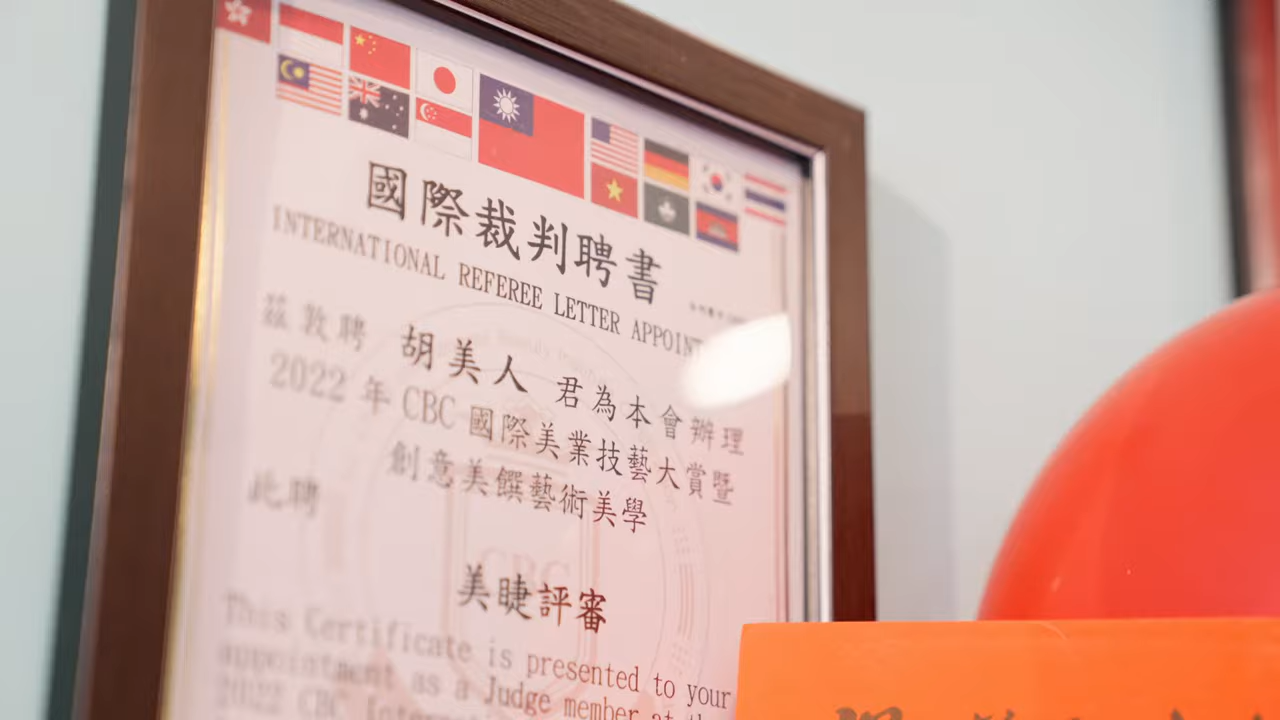 國際裁判聘書
INTERNATIONAL REFEREE LETTER APPOINT
茲敦聘 胡美人 君為本會辦理
2022 年 CBC 國際美業技藝大賞暨
創意美饌藝術美學
此聘
美睫評審
This Certificate is presented to your
appointment as a Judge member at the
2022 CBC